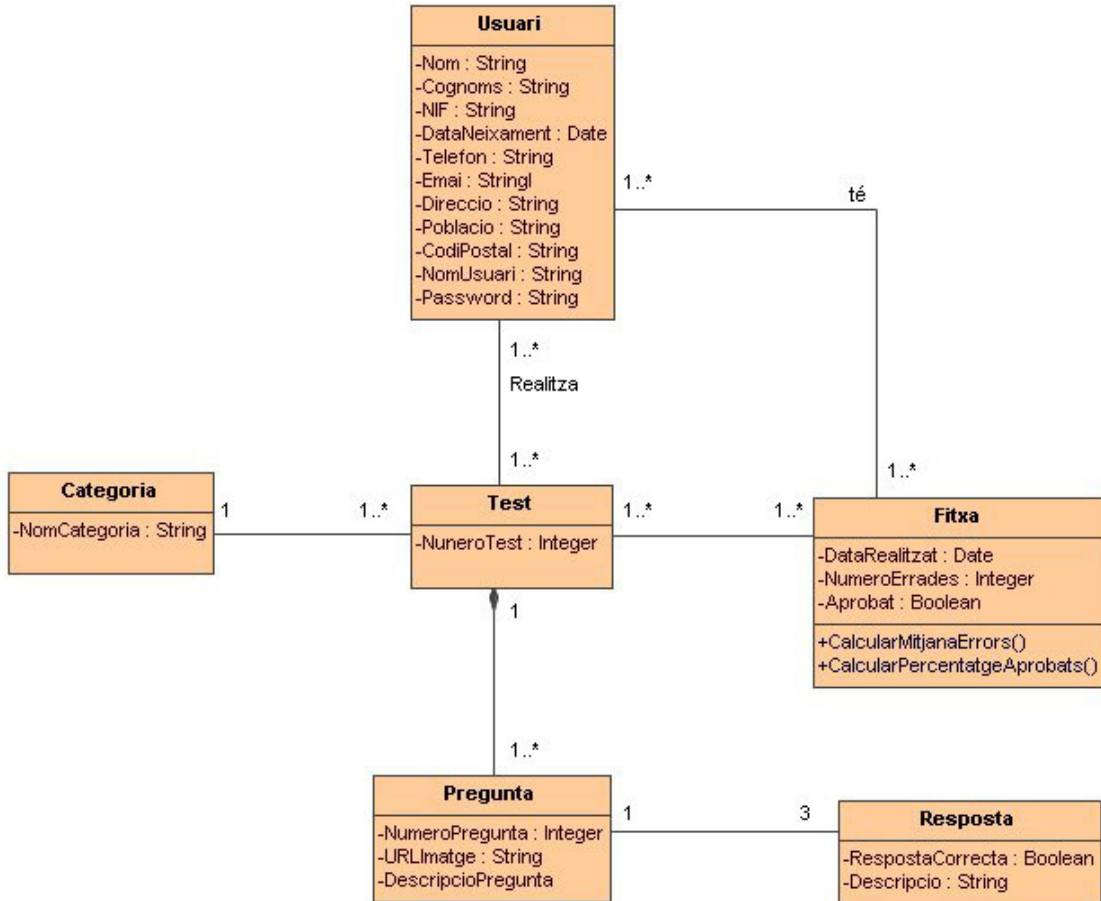 Usuari
-Nom : String
-Cognoms : String
-NIF : String
-DataNeixament : Date
-Telefon : String
-Emai : Stringl
-Direccio : String
-Poblacio : String
-CodiPostal : String
-NomUsuari : String
-Password : String
1..*
té
1..*
Realitza
1..*
1..*
Categoria
-NomCategoria : String
1
1..*
Test
-NuneroTest : Integer
1..*
1..*
Fitxa
-DataRealitzat : Date
-NumeroErrades : Integer
-Aprobat : Boolean
+CalcularMitjanaErrors()
+CalcularPercentatgeAprobats()
1
1..*
Pregunta
-NumeroPregunta : Integer
-URLImatge : String
-DescripcioPregunta
1
3
Resposta
-RespostaCorrecta : Boolean
-Descripcio : String